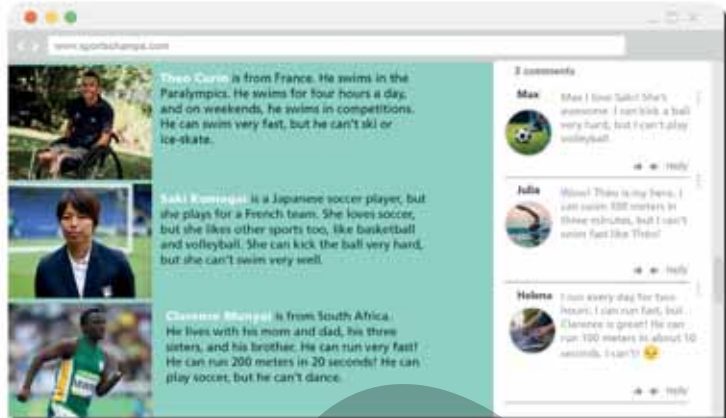 www.sportschamps.com
Theo Curin is from France. He swims in the
Paralympics. He swims for four hours a day,
and on weekends, he swims in competitions.
He can swim very fast, but he can't ski or
ice-skate.
Saki Kumagai is a Japanese soccer player, but
she plays for a French team. She loves soccer,
but she likes other sports too, like basketball
and volleyball. She can kick the ball very hard,
but she can't swim very well.
Clarence Munyai is from South Africa.
He lives with his mom and dad, his three
sisters, and his brother. He can run very fast!
He can run 200 meters in 20 seconds! He can
play soccer, but he can't dance.
3 comments
Max
Max I love Saki! She's
awesome. I can kick a ball
very hard, but I can't play
volleyball.
reply
Julia
Wow! Théo is my hero. I
can swim 100 meters in
three minutes, but I can't
swim fast like Théo!
reply
Helena
I run every day for two
hours. I can run fast, but
Clarence is great! He can
run 100 meters in about 10
seconds. I can't!
reply